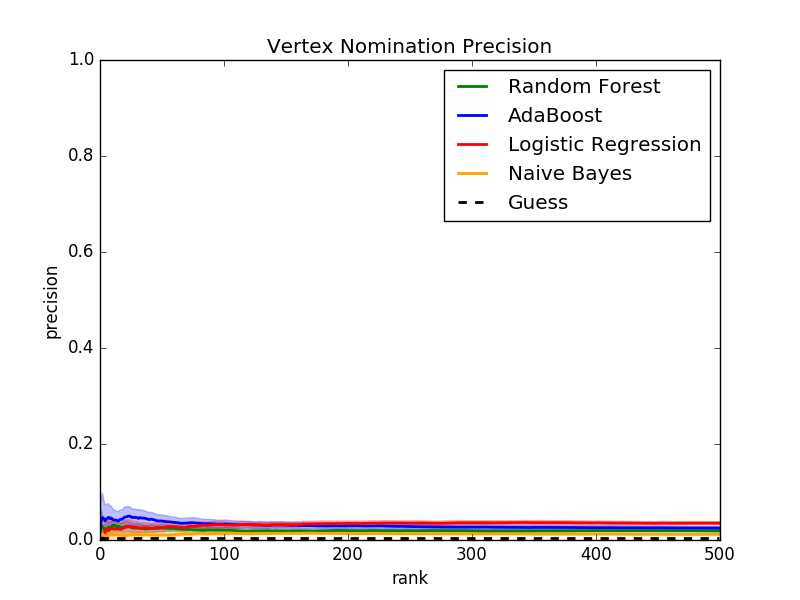 Vertex Nomination Precision
1.0
0.8
0.6
0.4
0.2
0.0
precision
Random Forest
AdaBoost
Logistic Regression
Naive Bayes
Guess
0
100
200
300
400
500
rank